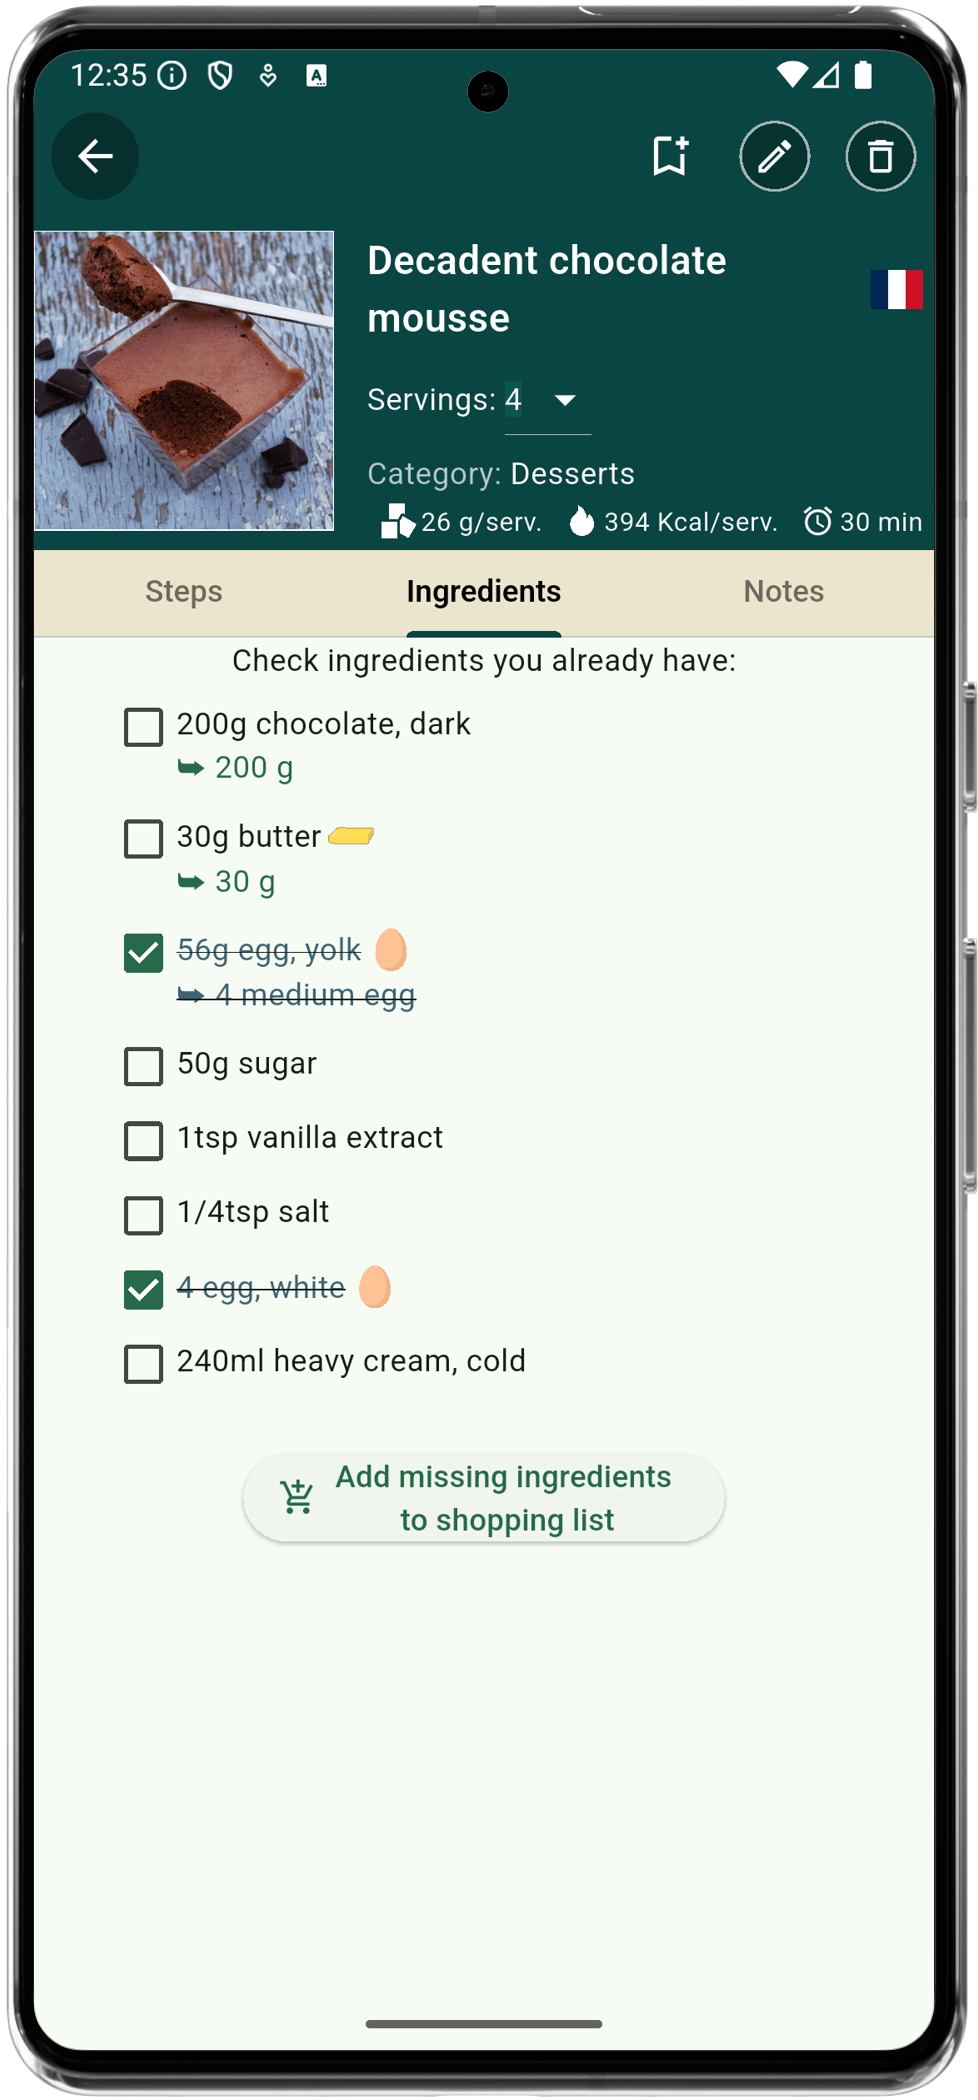 12:35
Decadent chocolate
mousse
Servings: 4
Category: Desserts
26 g/serv. 394 Kcal/serv. 30 min
Steps Ingredients Notes
Check ingredients you already have:
200g chocolate, dark
➥ 200 g
30g butter
➥ 30 g
56g egg, yolk
➥ 4 medium egg
50g sugar
1tsp vanilla extract
1/4tsp salt
4 egg, white
240ml heavy cream, cold
Add missing ingredients
to shopping list